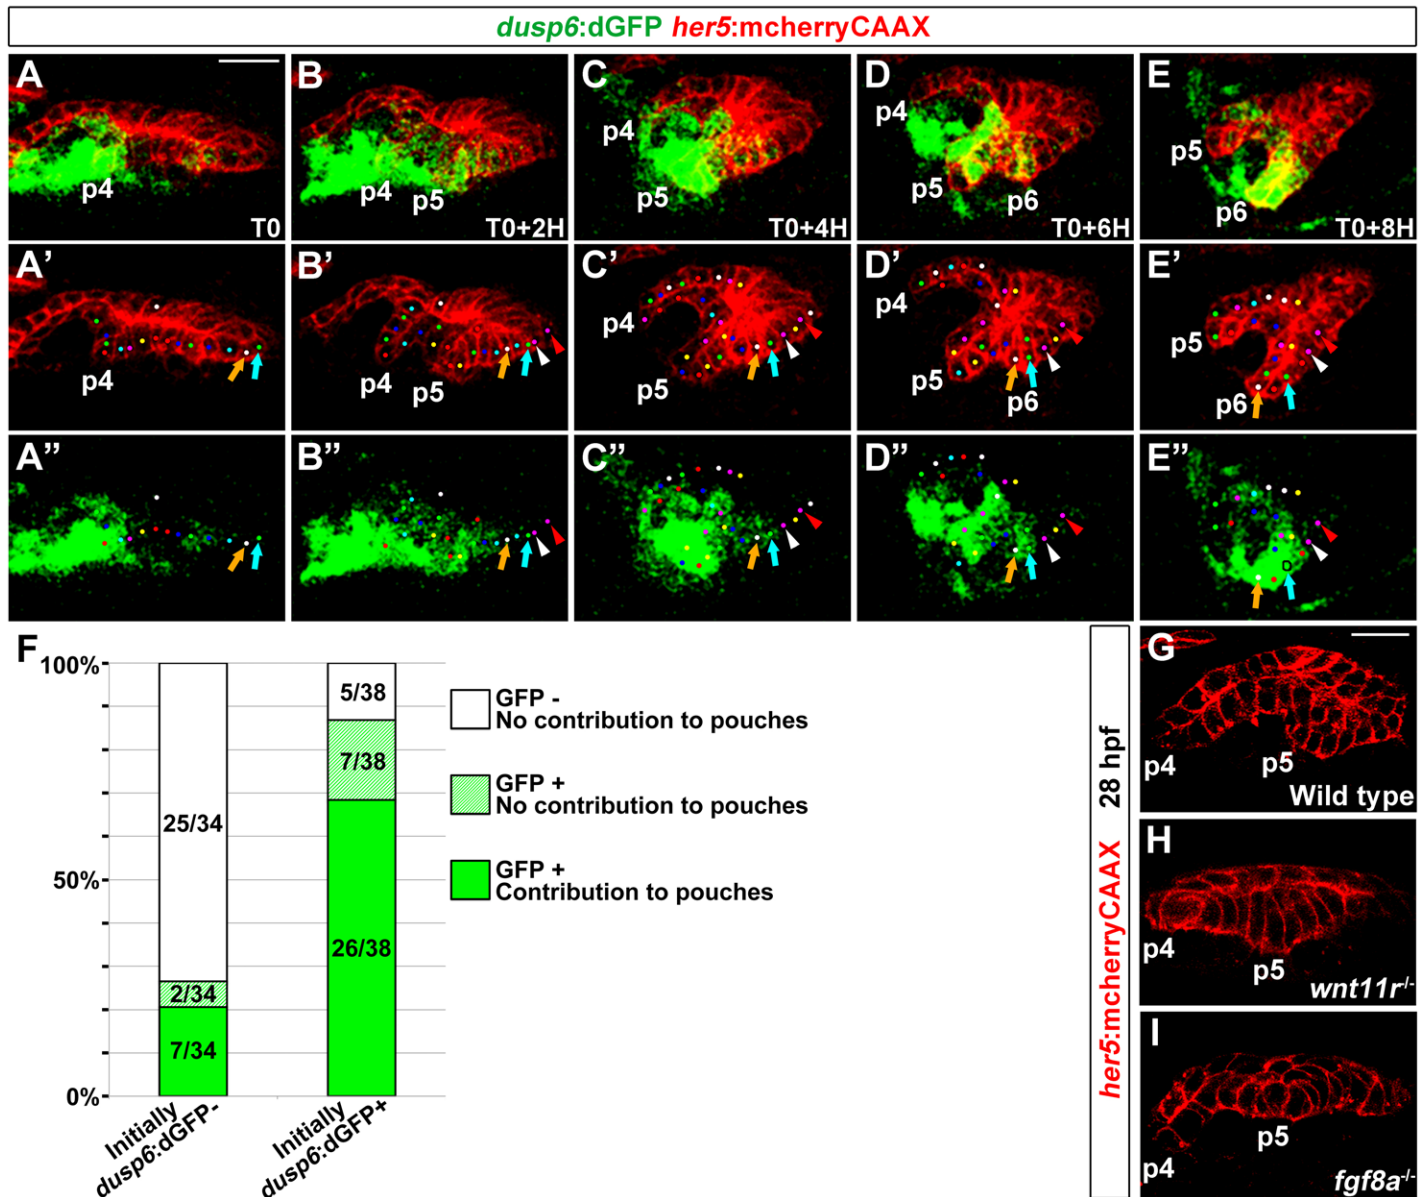 dusp6:dGFP her5:mcherryCAAX
A
p4
T0
B
p4
p5
T0+2H
C
p4
p5
T0+4H
D
p4
p5
p6
T0+6H
E
p5
p6
T0+8H
A’
p4
B’
p4
p5
C’
p4
p5
D’
p4
p5
p6
E’
p5
p6
A”
B”
C”
D”
E”
D
F
100%
50%
0%
25/34
2/34
7/34
5/38
7/38
26/38
Initially
dusp6:dGFP-
Initially
dusp6:dGFP+
GFP -
No contribution to pouches
GFP +
No contribution to pouches
GFP +
Contribution to pouches
her5:mcherryCAAX 28 hpf
G
p4
p5
Wild type
H
p4
p5
wnt11r-/-
I
p4
p5
fgf8a-/-